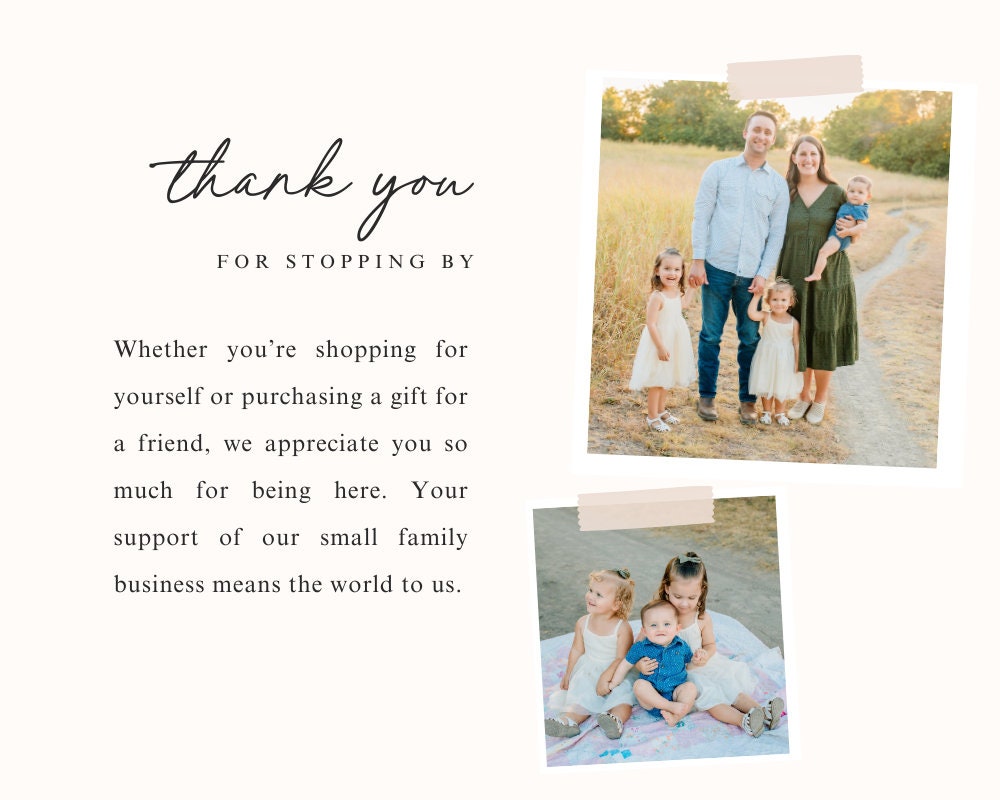 thank you
FOR STOPPING BY
Whether you’re shopping for
yourself or purchasing a gift for
a friend, we appreciate you so
much for being here. Your
support of our small family
business means the world to us.